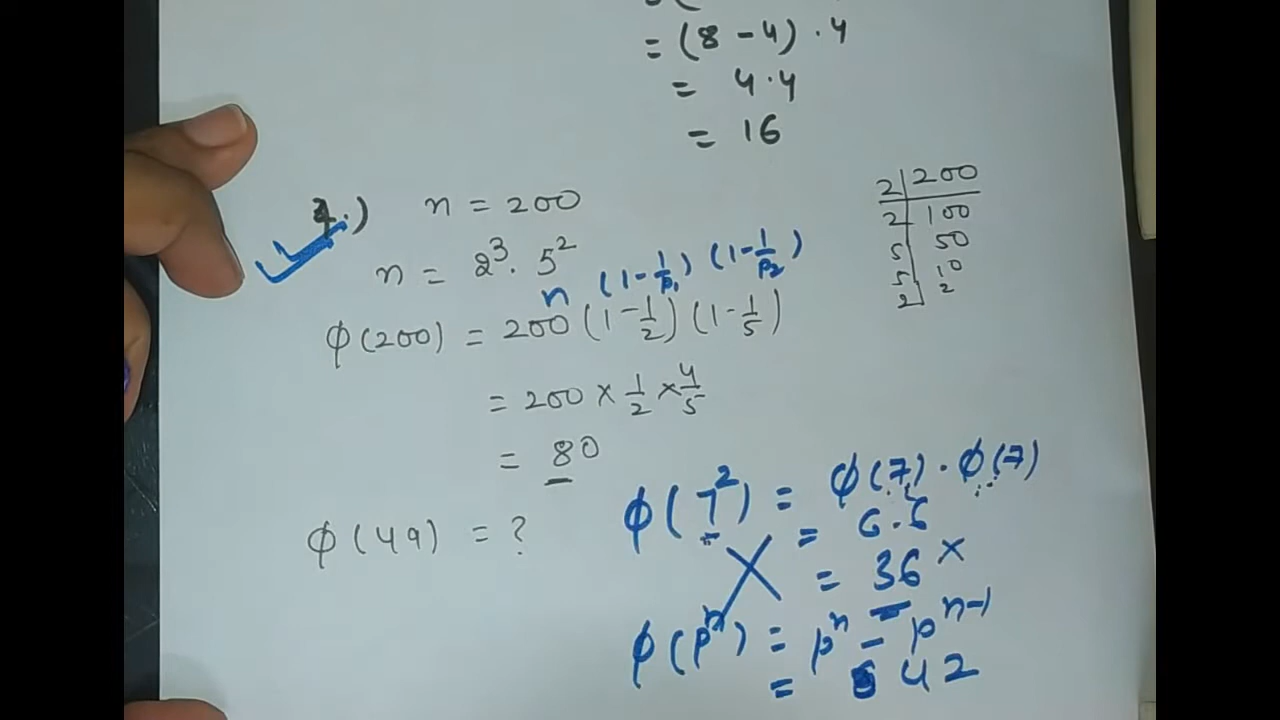 = (8 - 4) · 4
= 4 · 4
= 16
4.) n = 200
n = 2³ · 5²
n (1 - 1/p₁) (1 - 1/p₂)
ϕ(200) = 200 (1 - 1/2) (1 - 1/5)
= 200 × 1/2 × 4/5
= 80
2 | 200
2 | 100
5 | 50
5 | 10
2 | 2
ϕ(49) = ?
ϕ(7²) = ϕ(7) · ϕ(7)
= 6 · 6
= 36 ×
ϕ(pⁿ) = pⁿ - pⁿ⁻¹
= 42